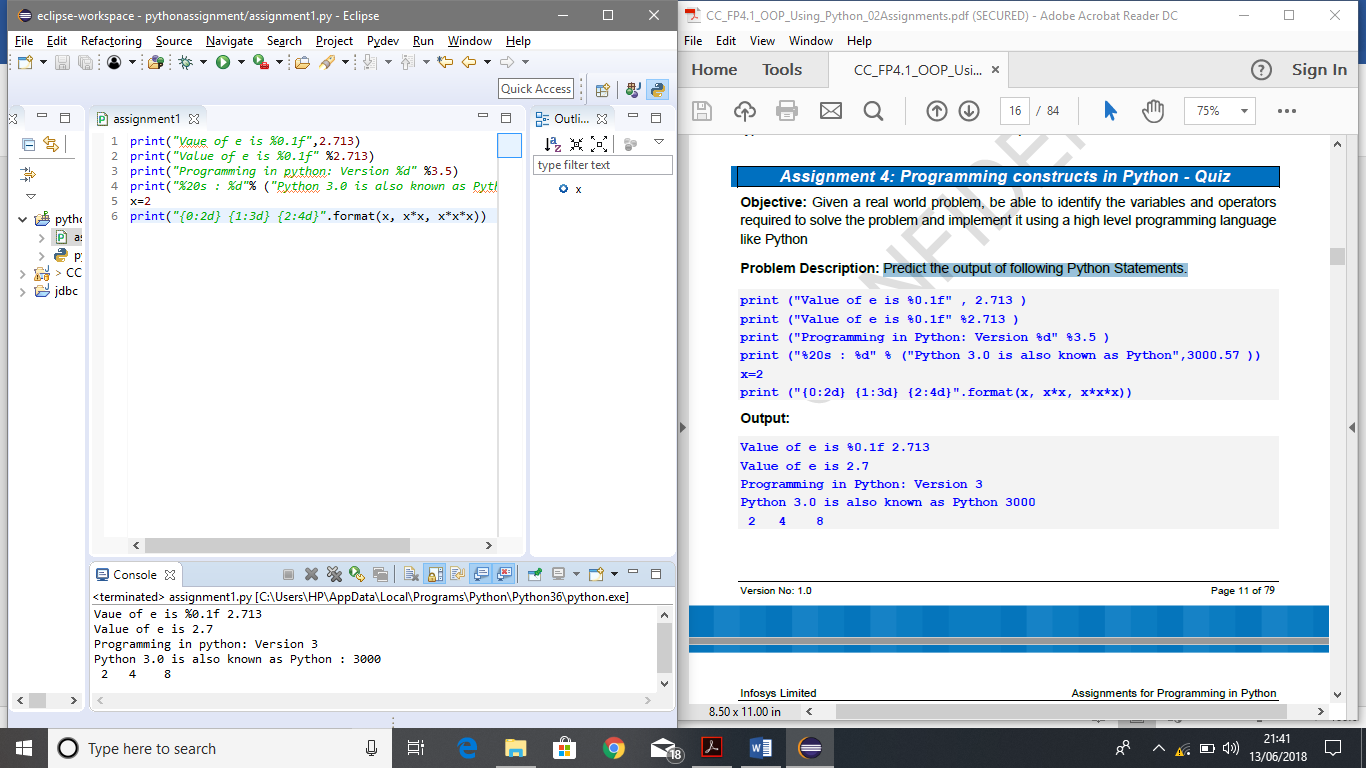 eclipse-workspace - pythonassignment/assignment1.py - Eclipse
File Edit Refactoring Source Navigate Search Project Pydev Run Window Help
Quick Access
assignment1
1 print("Vaue of e is %0.1f",2.713)
2 print("Value of e is %0.1f" %2.713)
3 print("Programming in python: Version %d" %3.5)
4 print("%20s : %d"% ("Python 3.0 is also known as Pyth
5 x=2
6 print("{0:2d} {1:3d} {2:4d}".format(x, x*x, x*x*x))
Outli...
type filter text
x
pythc
as
py
> CC
jdbc
Console
<terminated> assignment1.py [C:\Users\HP\AppData\Local\Programs\Python\Python36\python.exe]
Vaue of e is %0.1f 2.713
Value of e is 2.7
Programming in python: Version 3
Python 3.0 is also known as Python : 3000
 2   4    8
CC_FP4.1_OOP_Using_Python_02Assignments.pdf (SECURED) - Adobe Acrobat Reader DC
File Edit View Window Help
Home Tools CC_FP4.1_OOP_Usi... Sign In
16 / 84 75%
Assignment 4: Programming constructs in Python - Quiz
Objective: Given a real world problem, be able to identify the variables and operators
required to solve the problem and implement it using a high level programming language
like Python
Problem Description: Predict the output of following Python Statements.
print ("Value of e is %0.1f" , 2.713 )
print ("Value of e is %0.1f" %2.713 )
print ("Programming in Python: Version %d" %3.5 )
print ("%20s : %d" % ("Python 3.0 is also known as Python",3000.57 ))
x=2
print ("{0:2d} {1:3d} {2:4d}".format(x, x*x, x*x*x))
Output:
Value of e is %0.1f 2.713
Value of e is 2.7
Programming in Python: Version 3
Python 3.0 is also known as Python 3000
 2   4    8
Version No: 1.0 Page 11 of 79
Infosys Limited Assignments for Programming in Python
8.50 x 11.00 in
Type here to search
18
21:41
13/06/2018